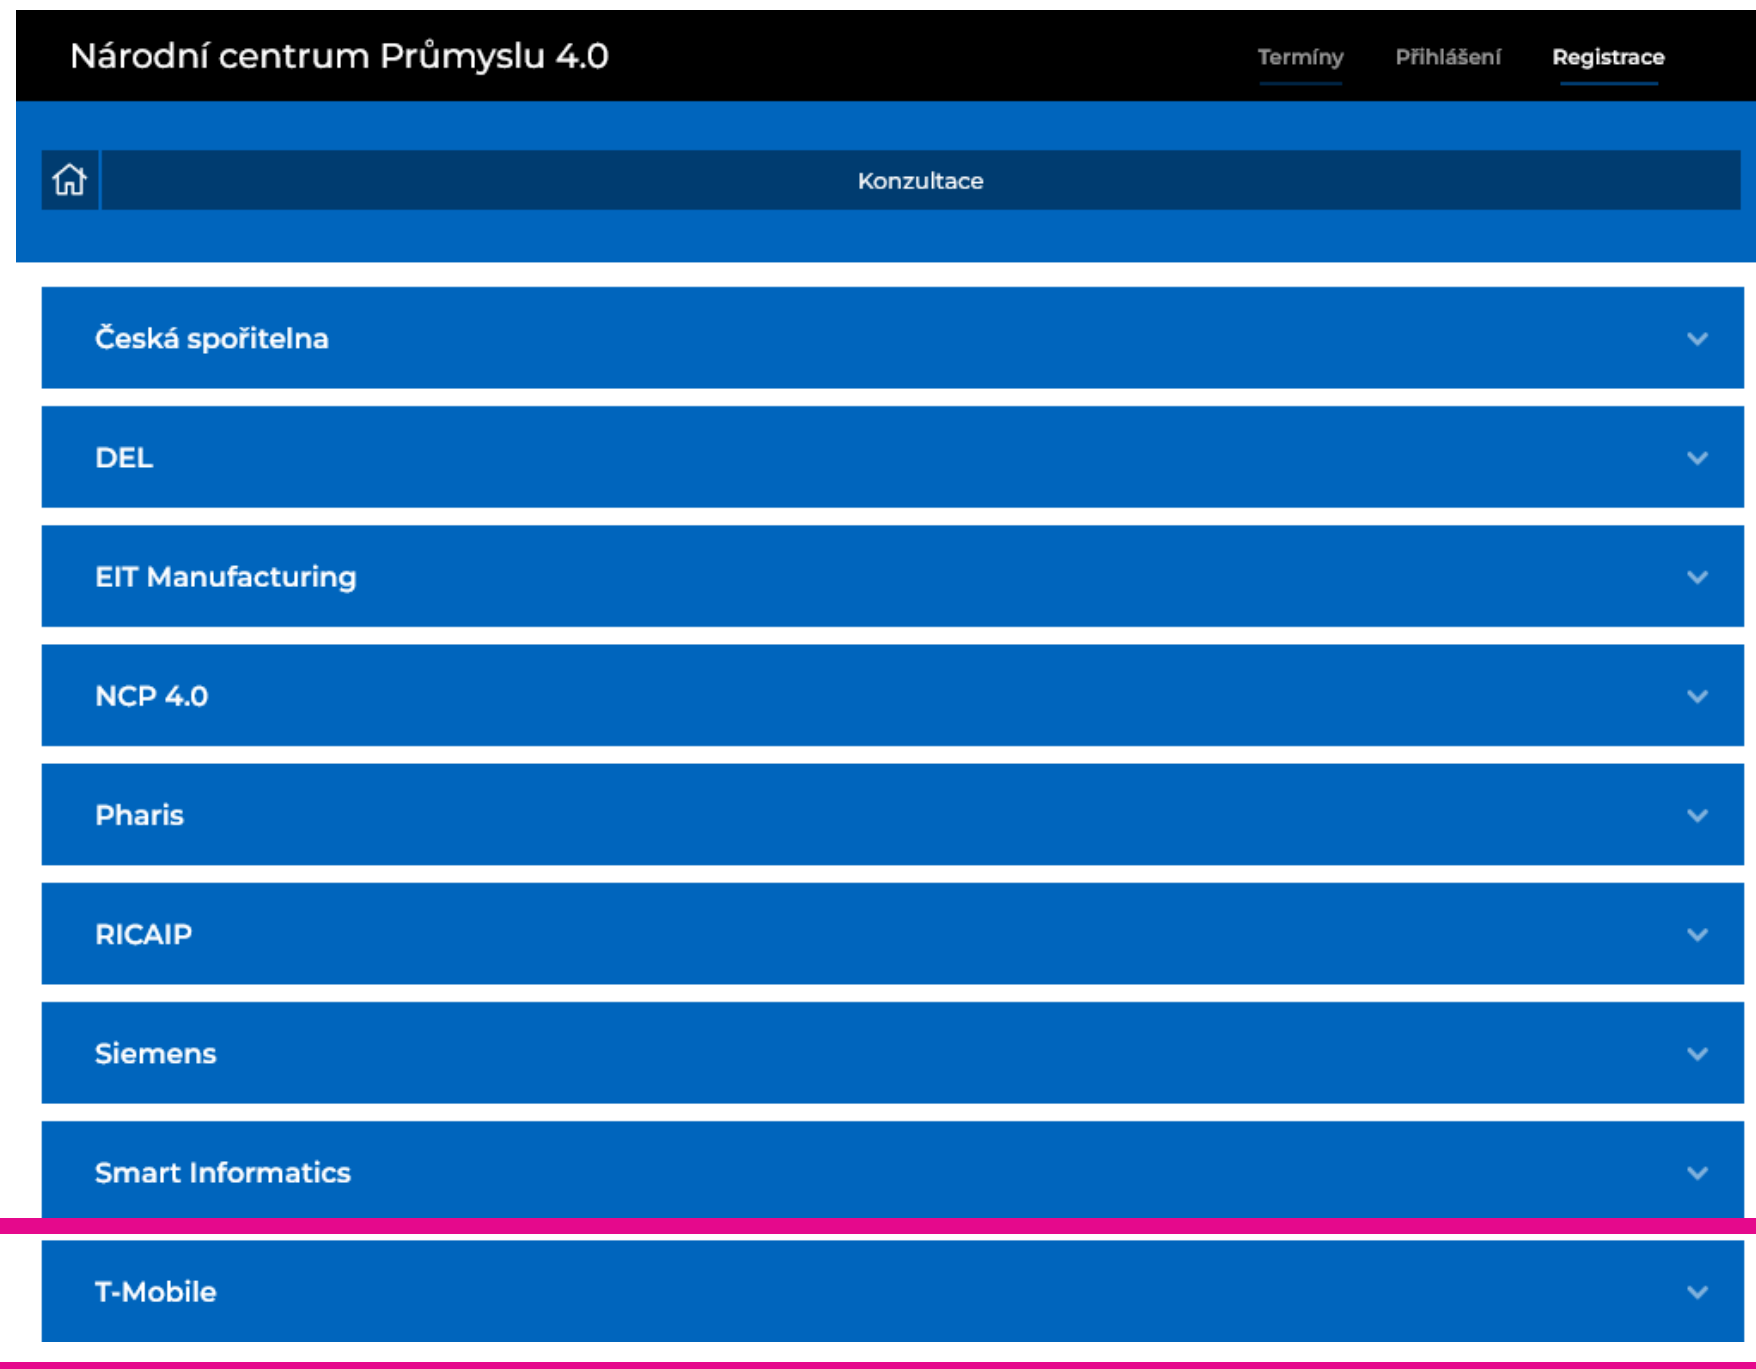 Národní centrum Průmyslu 4.0
Termíny
Přihlášení
Registrace
Konzultace
Česká spořitelna
DEL
EIT Manufacturing
NCP 4.0
Pharis
RICAIP
Siemens
Smart Informatics
T-Mobile